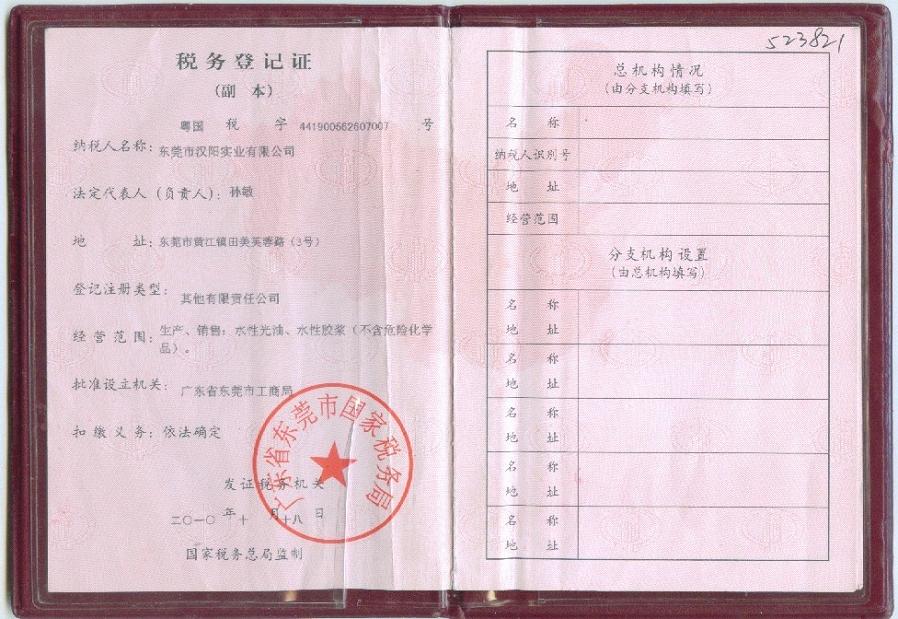 税务登记证
(副 本)
粤国 税 字 441900562607007 号
纳税人名称: 东莞市汉阳实业有限公司
法定代表人(负责人): 孙敏
地 址: 东莞市黄江镇田美芙蓉路(3号)
登记注册类型: 其他有限责任公司
经营范围: 生产、销售:水性光油、水性胶浆(不含危险化学
品)。
批准设立机关: 广东省东莞市工商局
扣缴义务: 依法确定
广东省东莞市国家税务局
发证税务机关
二〇一〇 年 十 月 十八 日
国家税务总局监制
523821
总机构情况
(由分支机构填写)
名 称
纳税人识别号
地 址
经营范围
分支机构设置
(由总机构填写)
名 称
地 址
名 称
地 址
名 称
地 址
名 称
地 址
名 称
地 址